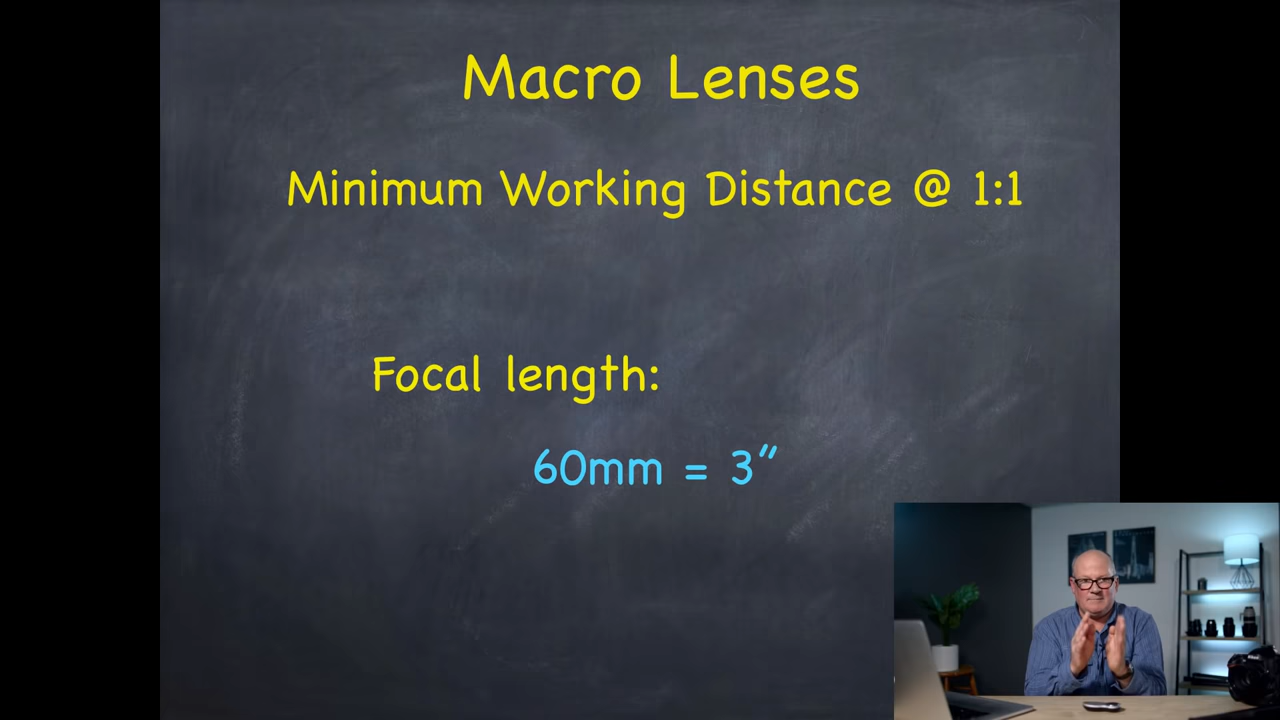 Macro Lenses
Minimum Working Distance @ 1:1
Focal length:
60mm = 3”